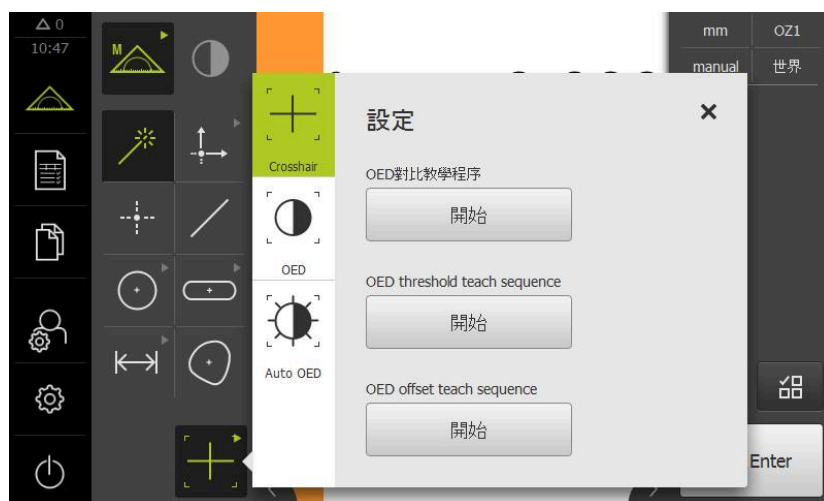 △ 0
10:47
M
mm
OZ1
manual
世界
Crosshair
OED
Auto OED
設定
×
OED對比教學程序
開始
OED threshold teach sequence
開始
OED offset teach sequence
開始
Enter